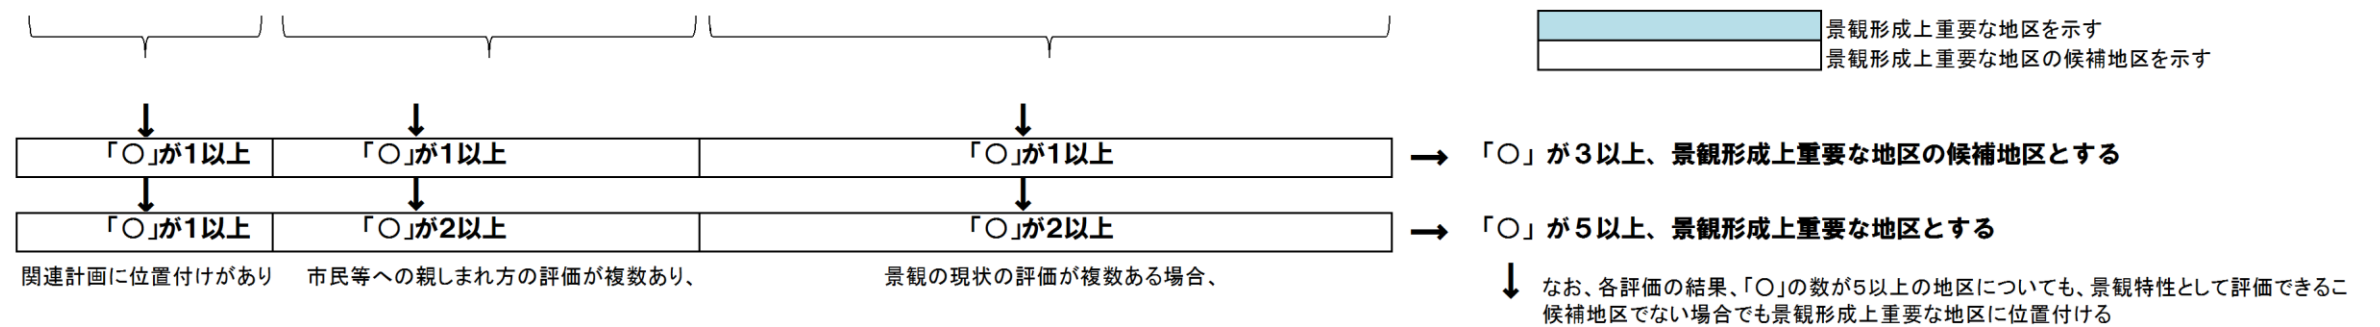 景観形成上重要な地区を示す
景観形成上重要な地区の候補地区を示す
「〇」が1以上 「〇」が1以上 「〇」が1以上 → 「〇」が３以上、景観形成上重要な地区の候補地区とする
「〇」が1以上 「〇」が2以上 「〇」が2以上 → 「〇」が５以上、景観形成上重要な地区とする
関連計画に位置付けがあり 市民等への親しまれ方の評価が複数あり、 景観の現状の評価が複数ある場合、
なお、各評価の結果、「〇」の数が5以上の地区についても、景観特性として評価できるこ
候補地区でない場合でも景観形成上重要な地区に位置付ける